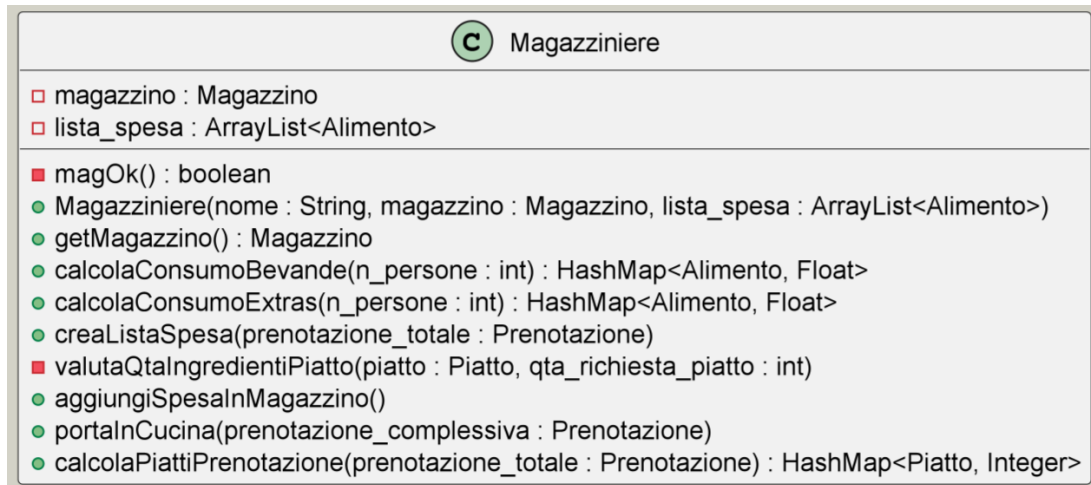 C Magazziniere
magazzino : Magazzino
lista_spesa : ArrayList<Alimento>
magOk() : boolean
Magazziniere(nome : String, magazzino : Magazzino, lista_spesa : ArrayList<Alimento>)
getMagazzino() : Magazzino
calcolaConsumoBevande(n_persone : int) : HashMap<Alimento, Float>
calcolaConsumoExtras(n_persone : int) : HashMap<Alimento, Float>
creaListaSpesa(prenotazione_totale : Prenotazione)
valutaQtaIngredientiPiatto(piatto : Piatto, qta_richiesta_piatto : int)
aggiungiSpesaInMagazzino()
portaInCucina(prenotazione_complessiva : Prenotazione)
calcolaPiattiPrenotazione(prenotazione_totale : Prenotazione) : HashMap<Piatto, Integer>